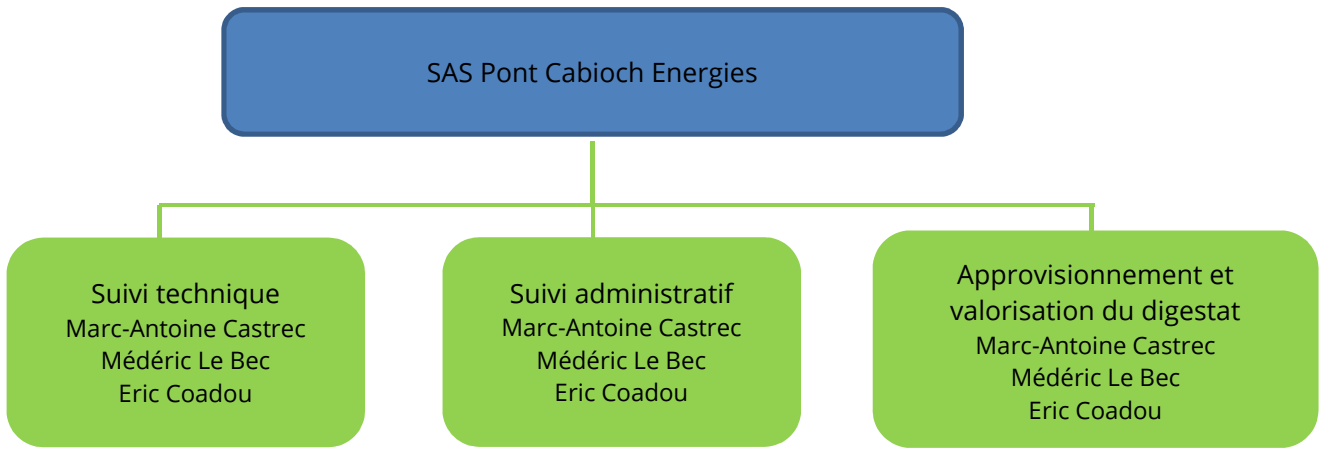 SAS Pont Cabioch Energies
Suivi technique
Marc-Antoine Castrec
Médéric Le Bec
Eric Coadou
Suivi administratif
Marc-Antoine Castrec
Médéric Le Bec
Eric Coadou
Approvisionnement et
valorisation du digestat
Marc-Antoine Castrec
Médéric Le Bec
Eric Coadou